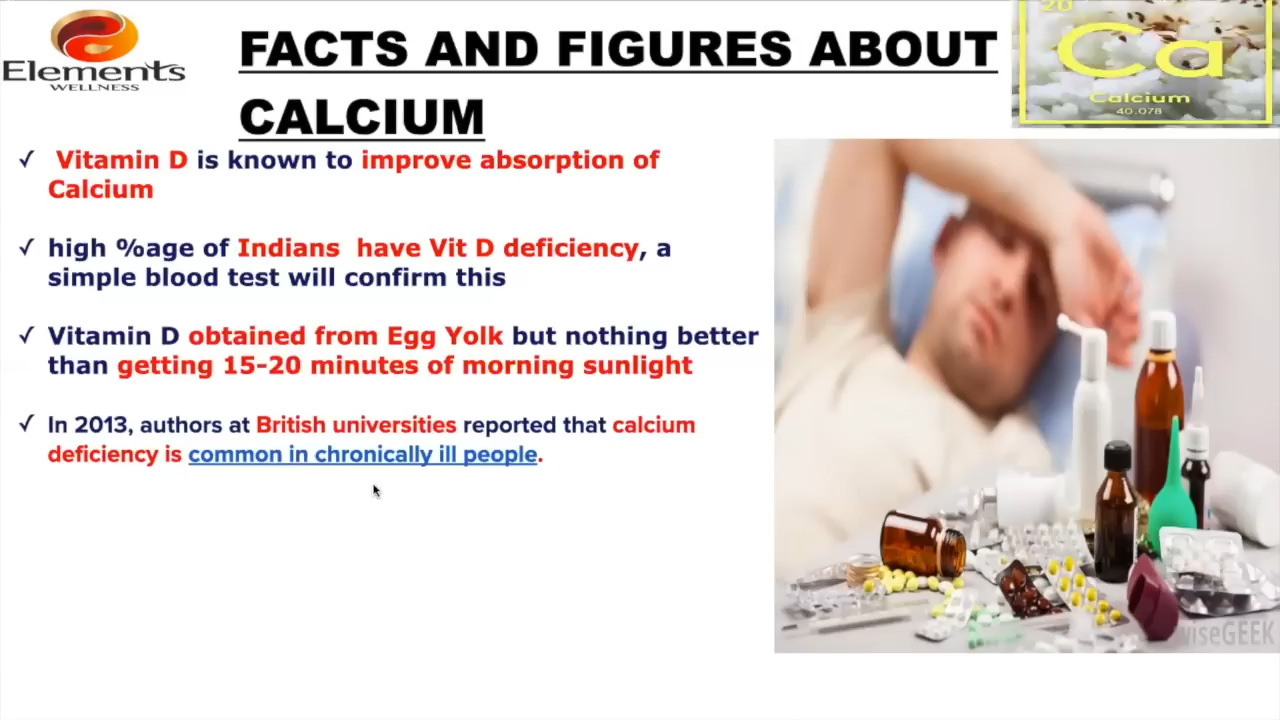 Elements
WELLNESS
FACTS AND FIGURES ABOUT
CALCIUM
20
Ca
Calcium
40.078
✓ Vitamin D is known to improve absorption of
Calcium
✓ high %age of Indians have Vit D deficiency, a
simple blood test will confirm this
✓ Vitamin D obtained from Egg Yolk but nothing better
than getting 15-20 minutes of morning sunlight
✓ In 2013, authors at British universities reported that calcium
deficiency is common in chronically ill people.
wiseGEEK